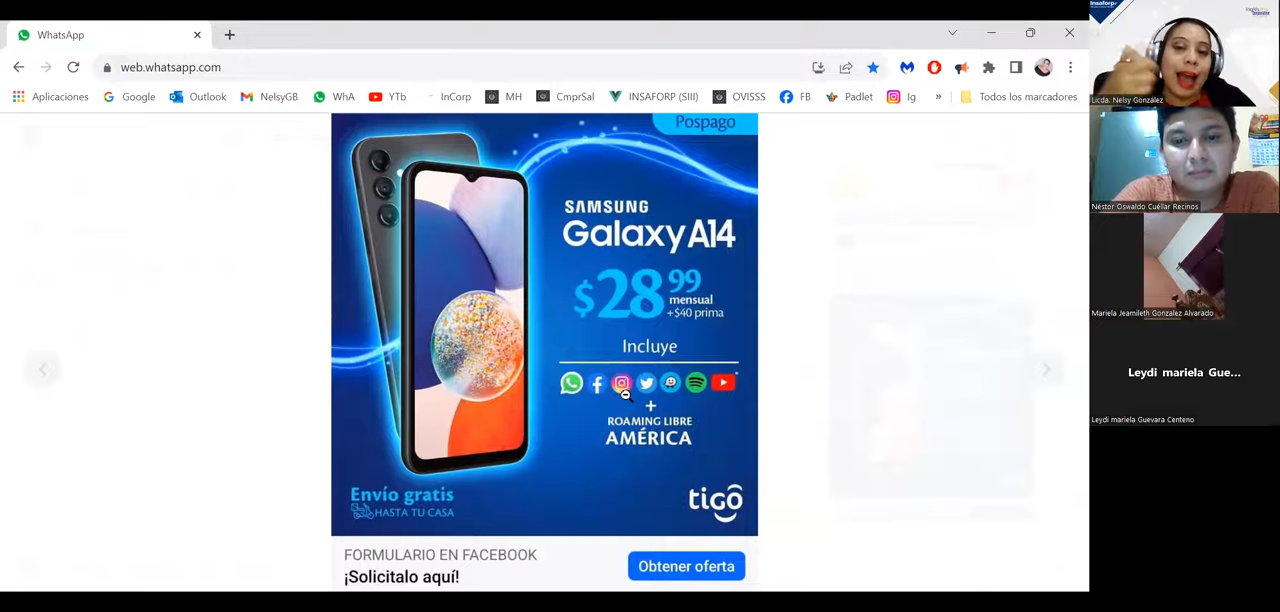 WhatsApp
web.whatsapp.com
Aplicaciones
Google
Outlook
NelsyGB
WhA
YTb
InCorp
MH
CmprSal
INSAFORP (SIII)
OVISSS
FB
Padlet
Ig
»
Todos los marcadores
Pospago
SAMSUNG
Galaxy A14
$28.99
mensual
+$40 prima
Incluye
+
ROAMING LIBRE
AMÉRICA
Envío gratis
HASTA TU CASA
tigo
FORMULARIO EN FACEBOOK
¡Solicitalo aquí!
Obtener oferta
Insaforp
Licda. Nelsy González
Néstor Oswaldo Cuéllar Recinos
Mariela Jeamileth Gonzalez Alvarado
Leydi mariela Gue...
Leydi mariela Guevara Centeno